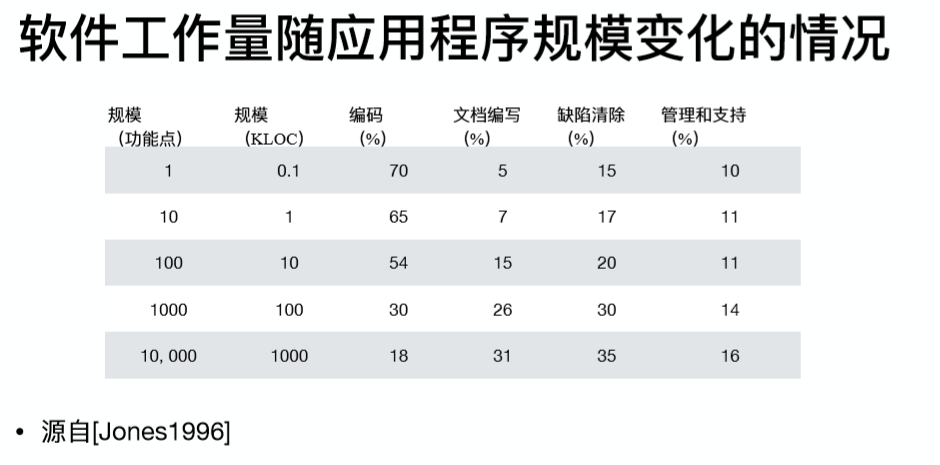 软件工作量随应用程序规模变化的情况
规模 规模 编码 文档编写 缺陷清除 管理和支持
（功能点） （KLOC） (%) (%) (%) (%)
1 0.1 70 5 15 10
10 1 65 7 17 11
100 10 54 15 20 11
1000 100 30 26 30 14
10, 000 1000 18 31 35 16
• 源自[Jones1996]